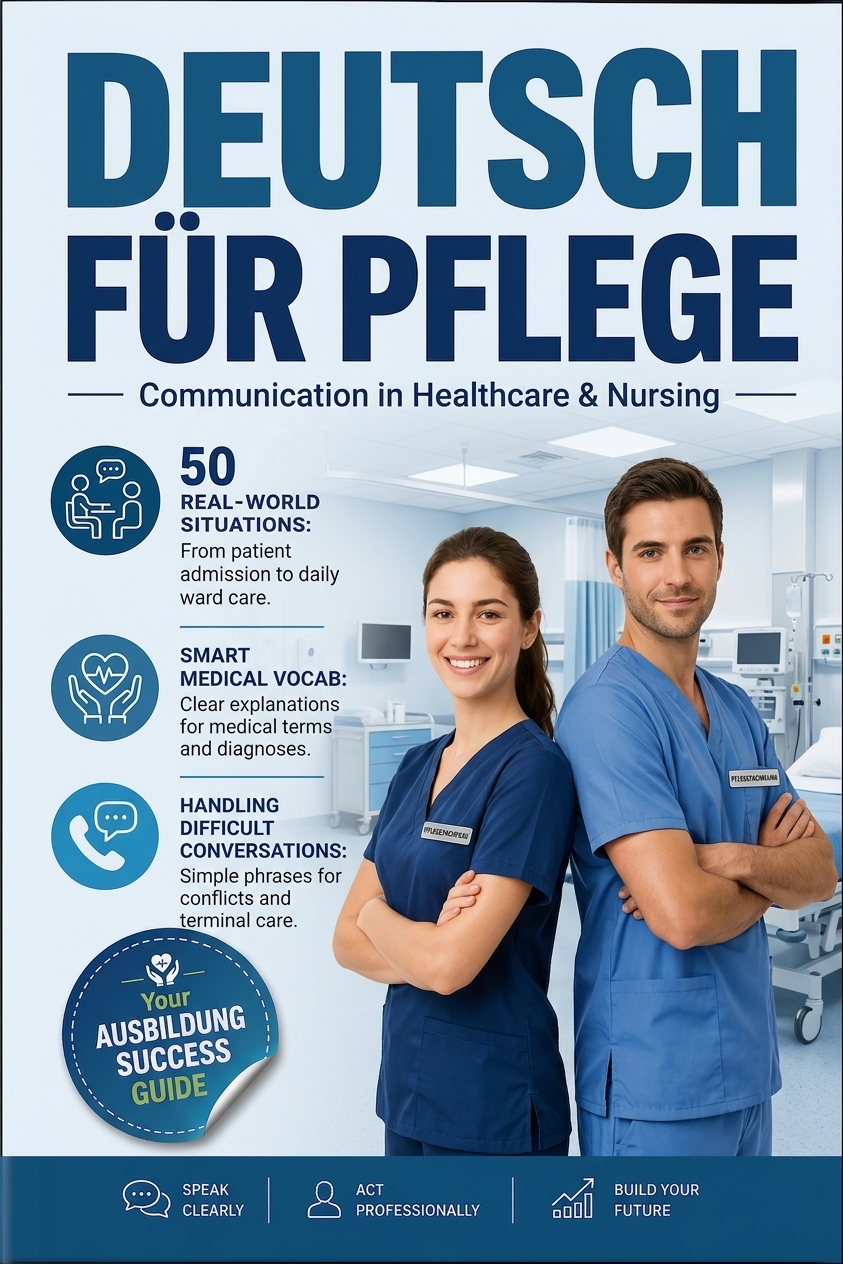 DEUTSCH
FÜR PFLEGE
Communication in Healthcare & Nursing
50
REAL-WORLD
SITUATIONS:
From patient
admission to daily
ward care.
SMART
MEDICAL VOCAB:
Clear explanations
for medical terms
and diagnoses.
HANDLING
DIFFICULT
CONVERSATIONS:
Simple phrases for
conflicts and
terminal care.
Your
AUSBILDUNG
SUCCESS
GUIDE
SPEAK
CLEARLY
ACT
PROFESSIONALLY
BUILD YOUR
FUTURE